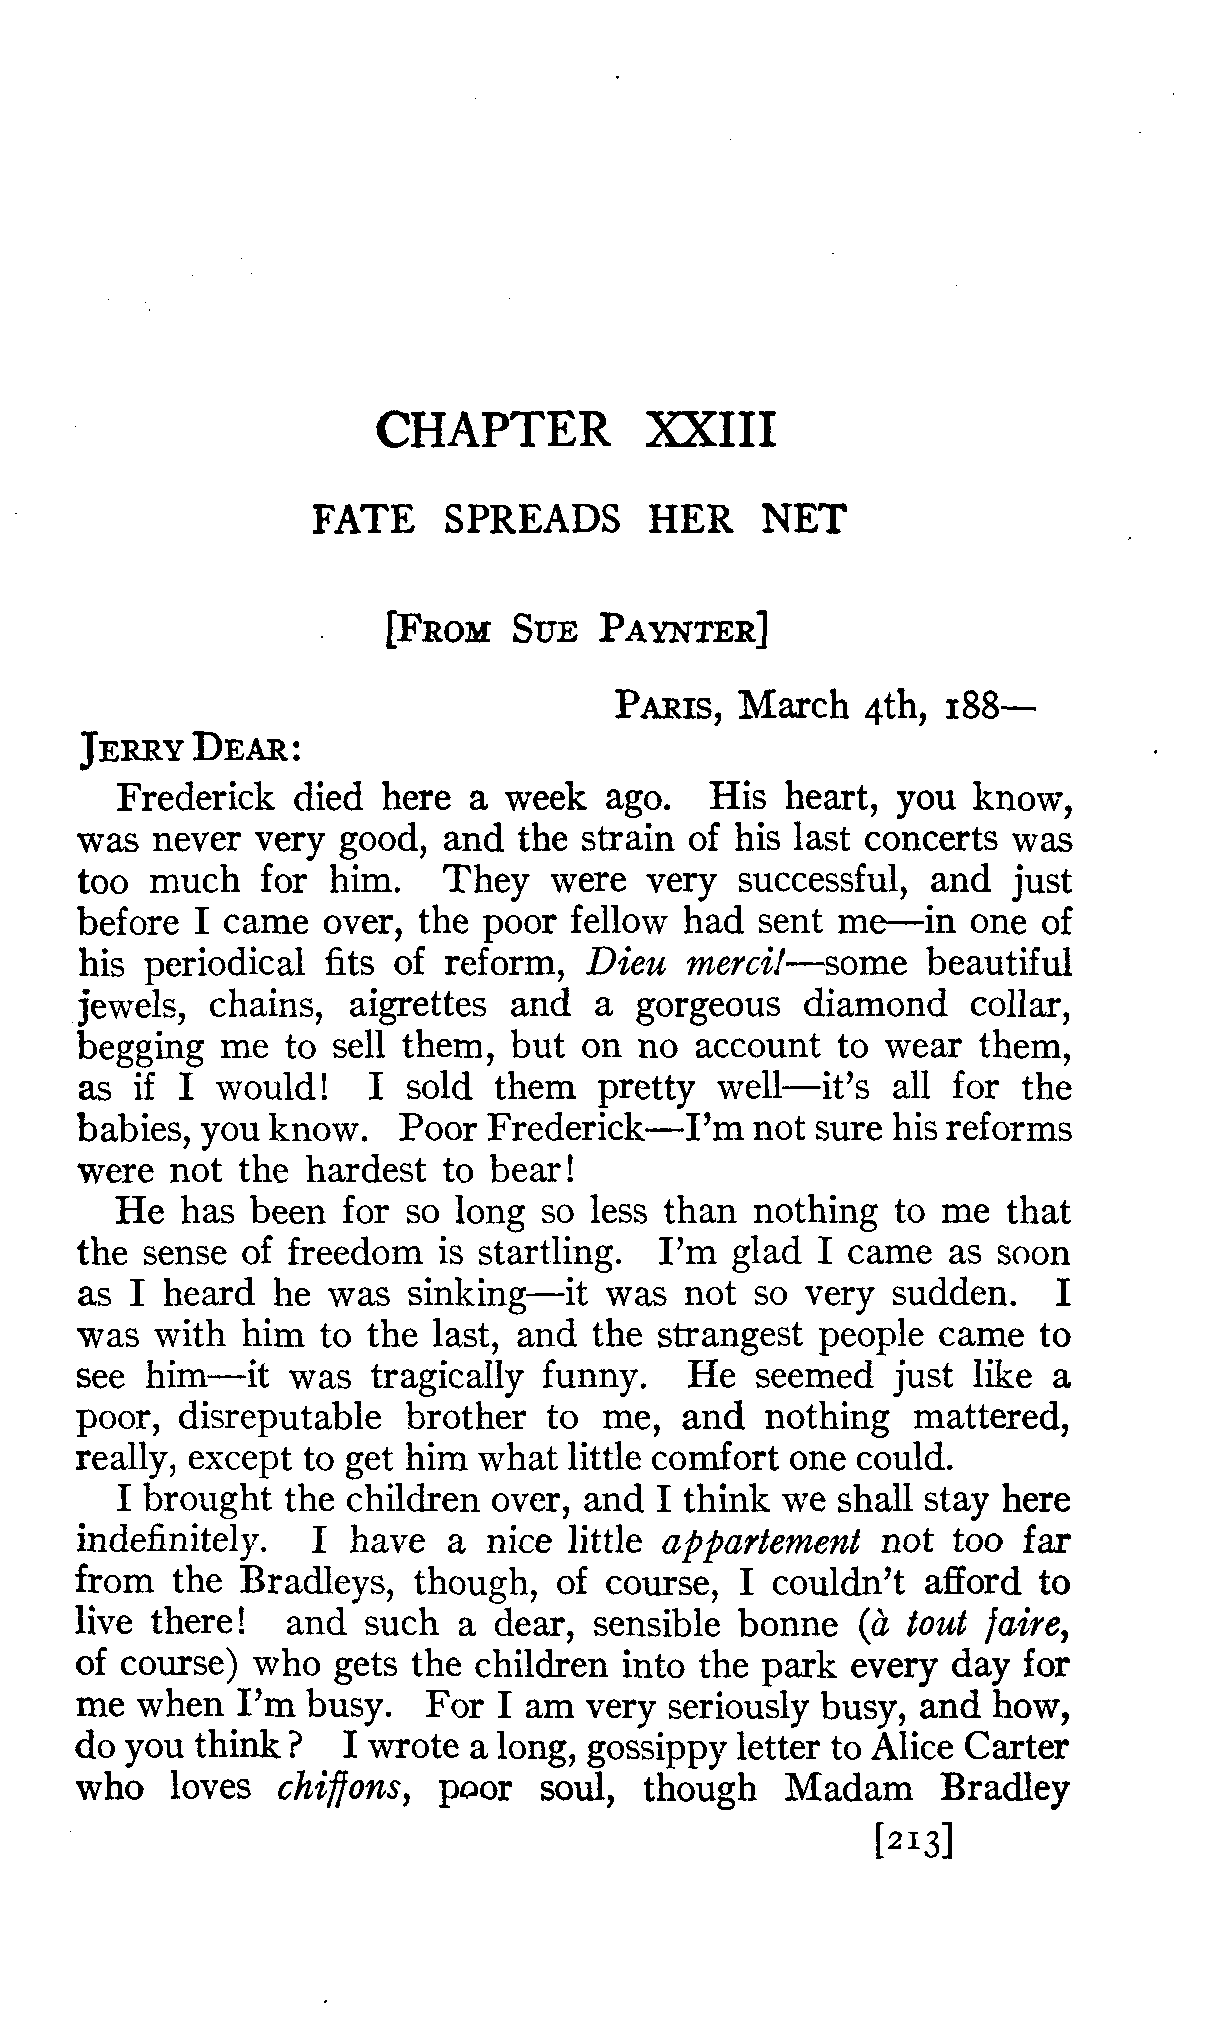 CHAPTER XXIII
FATE SPREADS HER NET
[From Sue Paynter]
Paris, March 4th, 188—
Jerry Dear:
Frederick died here a week ago. His heart, you know,
was never very good, and the strain of his last concerts was
too much for him. They were very successful, and just
before I came over, the poor fellow had sent me—in one of
his periodical fits of reform, Dieu merci!—some beautiful
jewels, chains, aigrettes and a gorgeous diamond collar,
begging me to sell them, but on no account to wear them,
as if I would! I sold them pretty well—it's all for the
babies, you know. Poor Frederick—I'm not sure his reforms
were not the hardest to bear!
He has been for so long so less than nothing to me that
the sense of freedom is startling. I'm glad I came as soon
as I heard he was sinking—it was not so very sudden. I
was with him to the last, and the strangest people came to
see him—it was tragically funny. He seemed just like a
poor, disreputable brother to me, and nothing mattered,
really, except to get him what little comfort one could.
I brought the children over, and I think we shall stay here
indefinitely. I have a nice little appartement not too far
from the Bradleys, though, of course, I couldn't afford to
live there! and such a dear, sensible bonne (à tout faire,
of course) who gets the children into the park every day for
me when I'm busy. For I am very seriously busy, and how,
do you think? I wrote a long, gossippy letter to Alice Carter
who loves chiffons, poor soul, though Madam Bradley
[213]